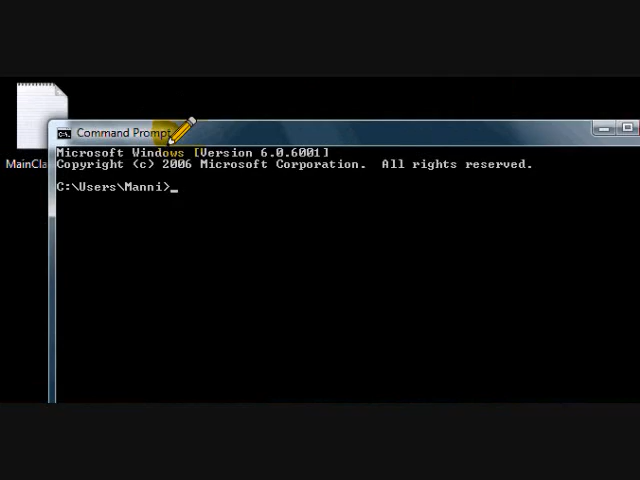 Command Prompt
MainCla
Microsoft Windows [Version 6.0.6001]
Copyright (c) 2006 Microsoft Corporation.  All rights reserved.
C:\Users\Manni>_